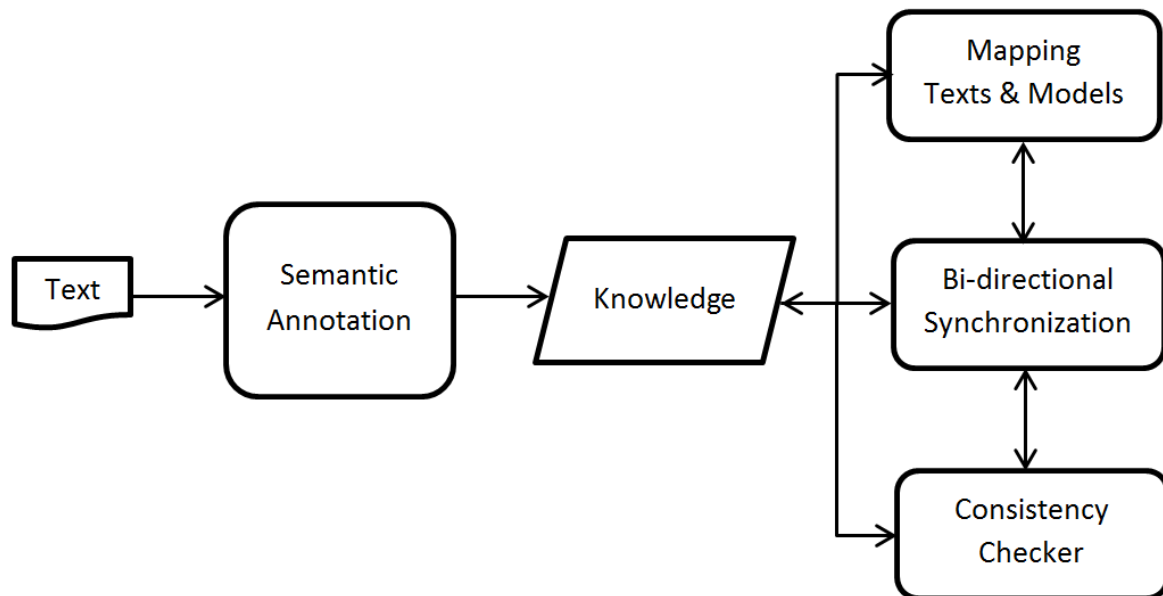 Text
Semantic
Annotation
Knowledge
Mapping
Texts & Models
Bi-directional
Synchronization
Consistency
Checker